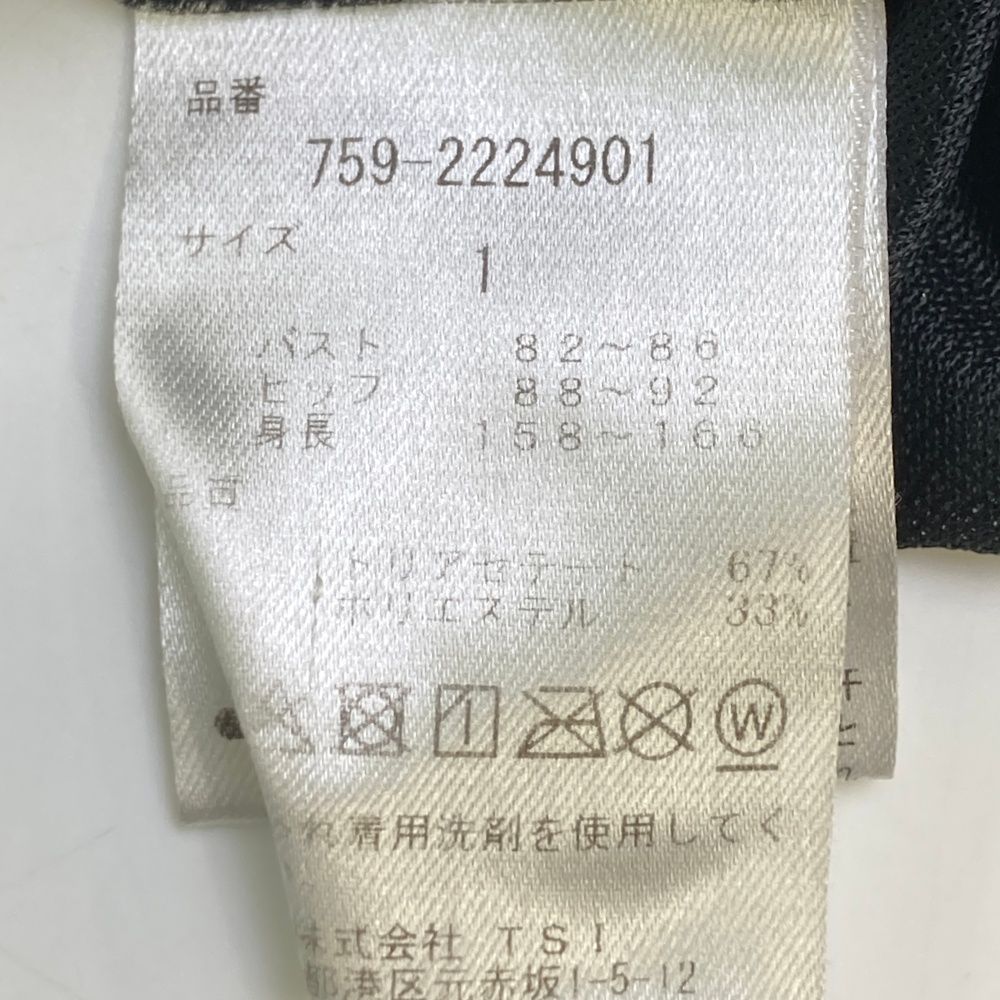 品番
759-2224901
サイズ
1
バスト 82～86
ヒップ 88～92
身長 158～166
トリアセテート 67%
ポリエステル 33%
W
着用洗剤を使用してく
式会社 TSI
都港区元赤坂1-5-12